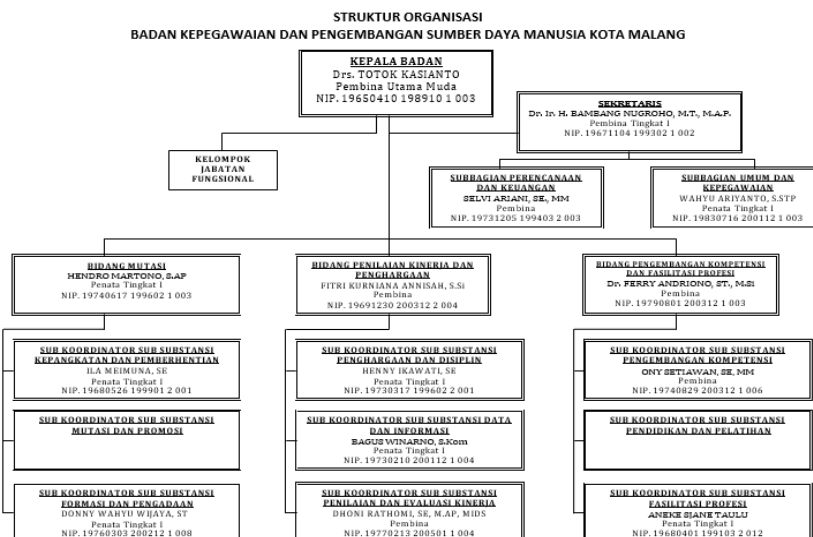 STRUKTUR ORGANISASI
BADAN KEPEGAWAIAN DAN PENGEMBANGAN SUMBER DAYA MANUSIA KOTA MALANG
KEPALA BADAN
Drs. TOTOK KASIANTO
Pembina Utama Muda
NIP. 19650410 198910 1 003
SEKRETARIS
Dr. Ir. H. BAMBANG NUGROHO, M.T., M.A.P.
Pembina Tingkat I
NIP. 19671104 199302 1 002
KELOMPOK
JABATAN
FUNGSIONAL
SUBBAGIAN PERENCANAAN
DAN KEUANGAN
SELVI ARIANI, SE., MM
Pembina
NIP. 19731205 199403 2 003
SUBBAGIAN UMUM DAN
KEPEGAWAIAN
WAHYU ARIYANTO, S.STP
Penata Tingkat I
NIP. 19830716 200112 1 003
BIDANG MUTASI
HENDRO MARTONO, S.AP
Penata Tingkat I
NIP. 19740617 199602 1 003
BIDANG PENILAIAN KINERJA DAN
PENGHARGAAN
FITRI KURNIANA ANNISAH, S.Si
Pembina
NIP. 19691230 200312 2 004
BIDANG PENGEMBANGAN KOMPETENSI
DAN FASILITASI PROFESI
Dr. FERRY ANDRIONO, ST., M.Si
Pembina
NIP. 19790801 200312 1 003
SUB KOORDINATOR SUB SUBSTANSI
KEPANGKATAN DAN PEMBERHENTIAN
ILA MEIMUNA, SE
Penata Tingkat I
NIP. 19680526 199901 2 001
SUB KOORDINATOR SUB SUBSTANSI
PENGHARGAAN DAN DISIPLIN
HENNY IKAWATI, SE
Penata Tingkat I
NIP. 19730317 199602 2 001
SUB KOORDINATOR SUB SUBSTANSI
PENGEMBANGAN KOMPETENSI
ONY SETIAWAN, SE, MM
Pembina
NIP. 19740829 200312 1 006
SUB KOORDINATOR SUB SUBSTANSI
MUTASI DAN PROMOSI
SUB KOORDINATOR SUB SUBSTANSI DATA
DAN INFORMASI
BAGUS WINARNO, S.Kom
Penata Tingkat I
NIP. 19730210 200112 1 004
SUB KOORDINATOR SUB SUBSTANSI
PENDIDIKAN DAN PELATIHAN
SUB KOORDINATOR SUB SUBSTANSI
FORMASI DAN PENGADAAN
DONNY WAHYU WIJAYA, ST
Penata Tingkat I
NIP. 19760303 200212 1 008
SUB KOORDINATOR SUB SUBSTANSI
PENILAIAN DAN EVALUASI KINERJA
DHONI RATHOMI, SE, M.AP, MIDS
Pembina
NIP. 19770213 200501 1 004
SUB KOORDINATOR SUB SUBSTANSI
FASILITASI PROFESI
ANEKE SJANE TAULU
Penata Tingkat I
NIP. 19680401 199103 2 012